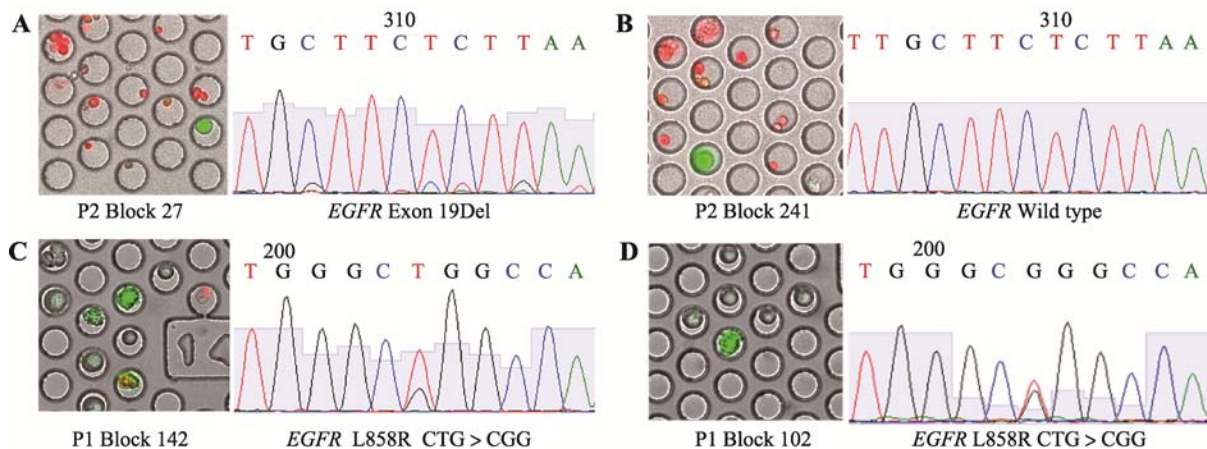 A
310
T G C T T C T C T T A A
P2 Block 27
EGFR Exon 19Del
B
310
T T G C T T C T C T T A A
P2 Block 241
EGFR Wild type
C
200
T G G G C T G G C C A
P1 Block 142
EGFR L858R CTG > CGG
D
200
T G G G C G G G C C A
P1 Block 102
EGFR L858R CTG > CGG